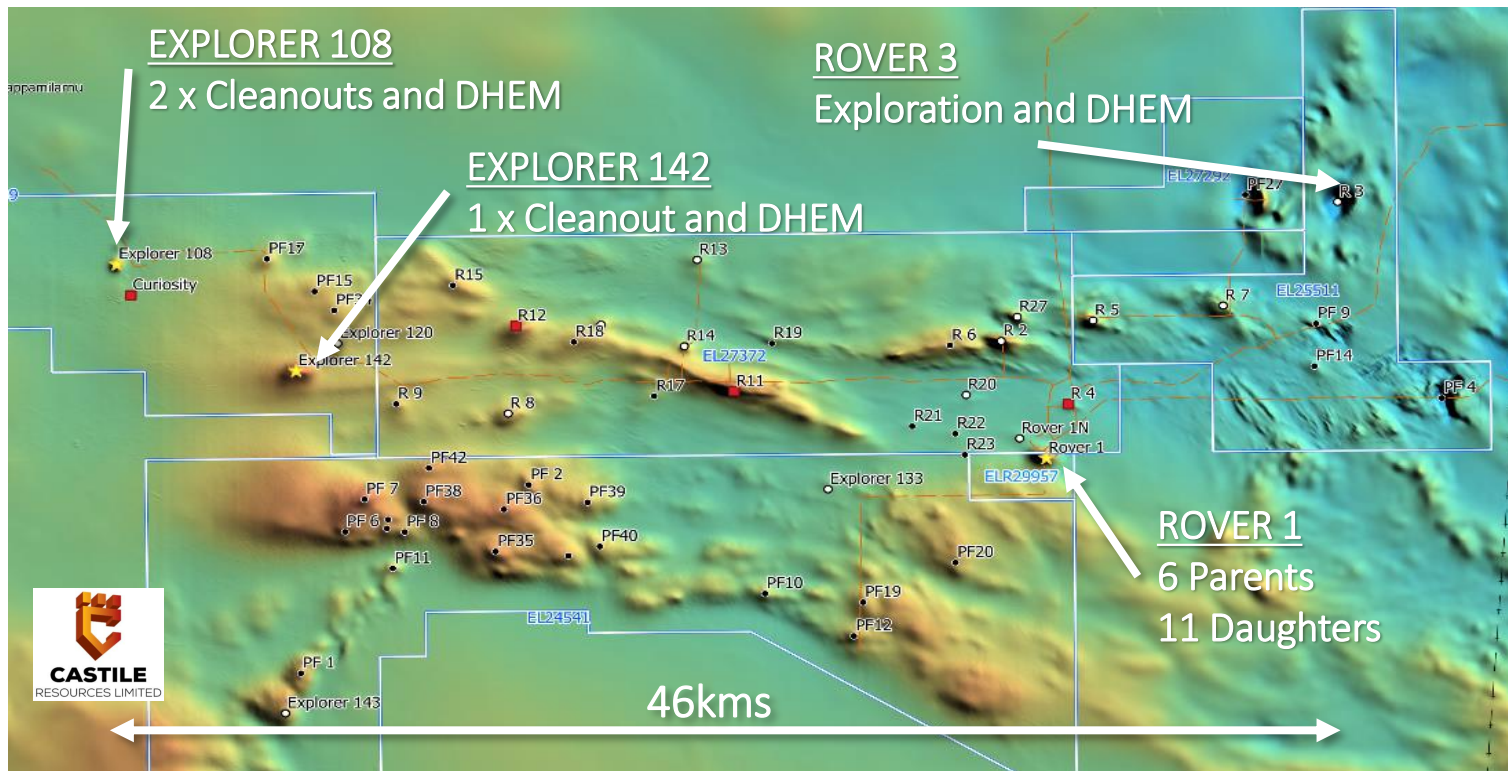 EXPLORER 108
2 x Cleanouts and DHEM
ROVER 3
Exploration and DHEM
EXPLORER 142
1 x Cleanout and DHEM
appamilamu
EL27292
PF27
R 3
9
Explorer 108
PF17
R13
Curiosity
PF15
R15
EL25511
R 7
R27
R 5
PF 9
R12
Explorer 120
R18
R14
R19
R 6
R 2
EL27372
PF14
Explorer 142
R17
R11
R20
R 4
PF 4
R 9
R 8
R21
R22
Rover 1N
R23
Rover 1
PF42
PF 2
Explorer 133
ELR29957
PF 7
PF38
PF36
PF39
PF 6
PF 8
PF35
PF40
PF20
PF11
PF10
PF19
PF12
EL24541
ROVER 1
6 Parents
11 Daughters
CASTILE
RESOURCES LIMITED
PF 1
Explorer 143
46kms